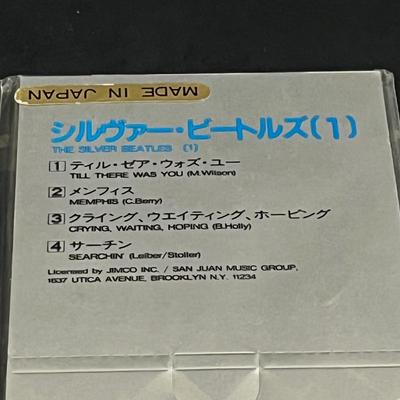 MADE IN JAPAN
シルヴァー・ビートルズ(1)
THE SILVER BEATLES (1)
1 ティル・ゼア・ウォズ・ユー
TILL THERE WAS YOU (M.Wilson)
2 メンフィス
MEMPHIS (C.Berry)
3 クライング、ウエイティング、ホーピング
CRYING, WAITING, HOPING (B.Holly)
4 サーチン
SEARCHIN' (Leiber/Stoller)
Licensed by JIMCO INC. / SAN JUAN MUSIC GROUP,
1637 UTICA AVENUE, BROOKLYN N.Y. 11234